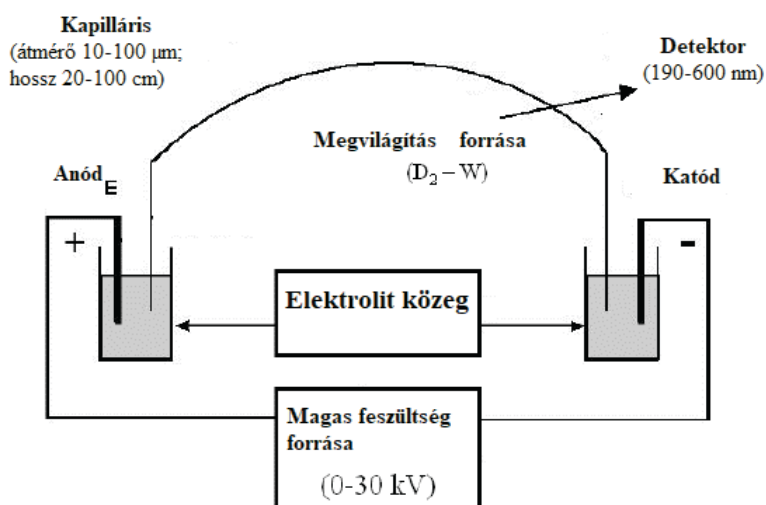 Kapilláris
(átmérő 10-100 µm;
hossz 20-100 cm)
Detektor
(190-600 nm)
Megvilágítás forrása
(D₂ – W)
Anód
E
Katód
+
-
Elektrolit közeg
Magas feszültség
forrása
(0-30 kV)